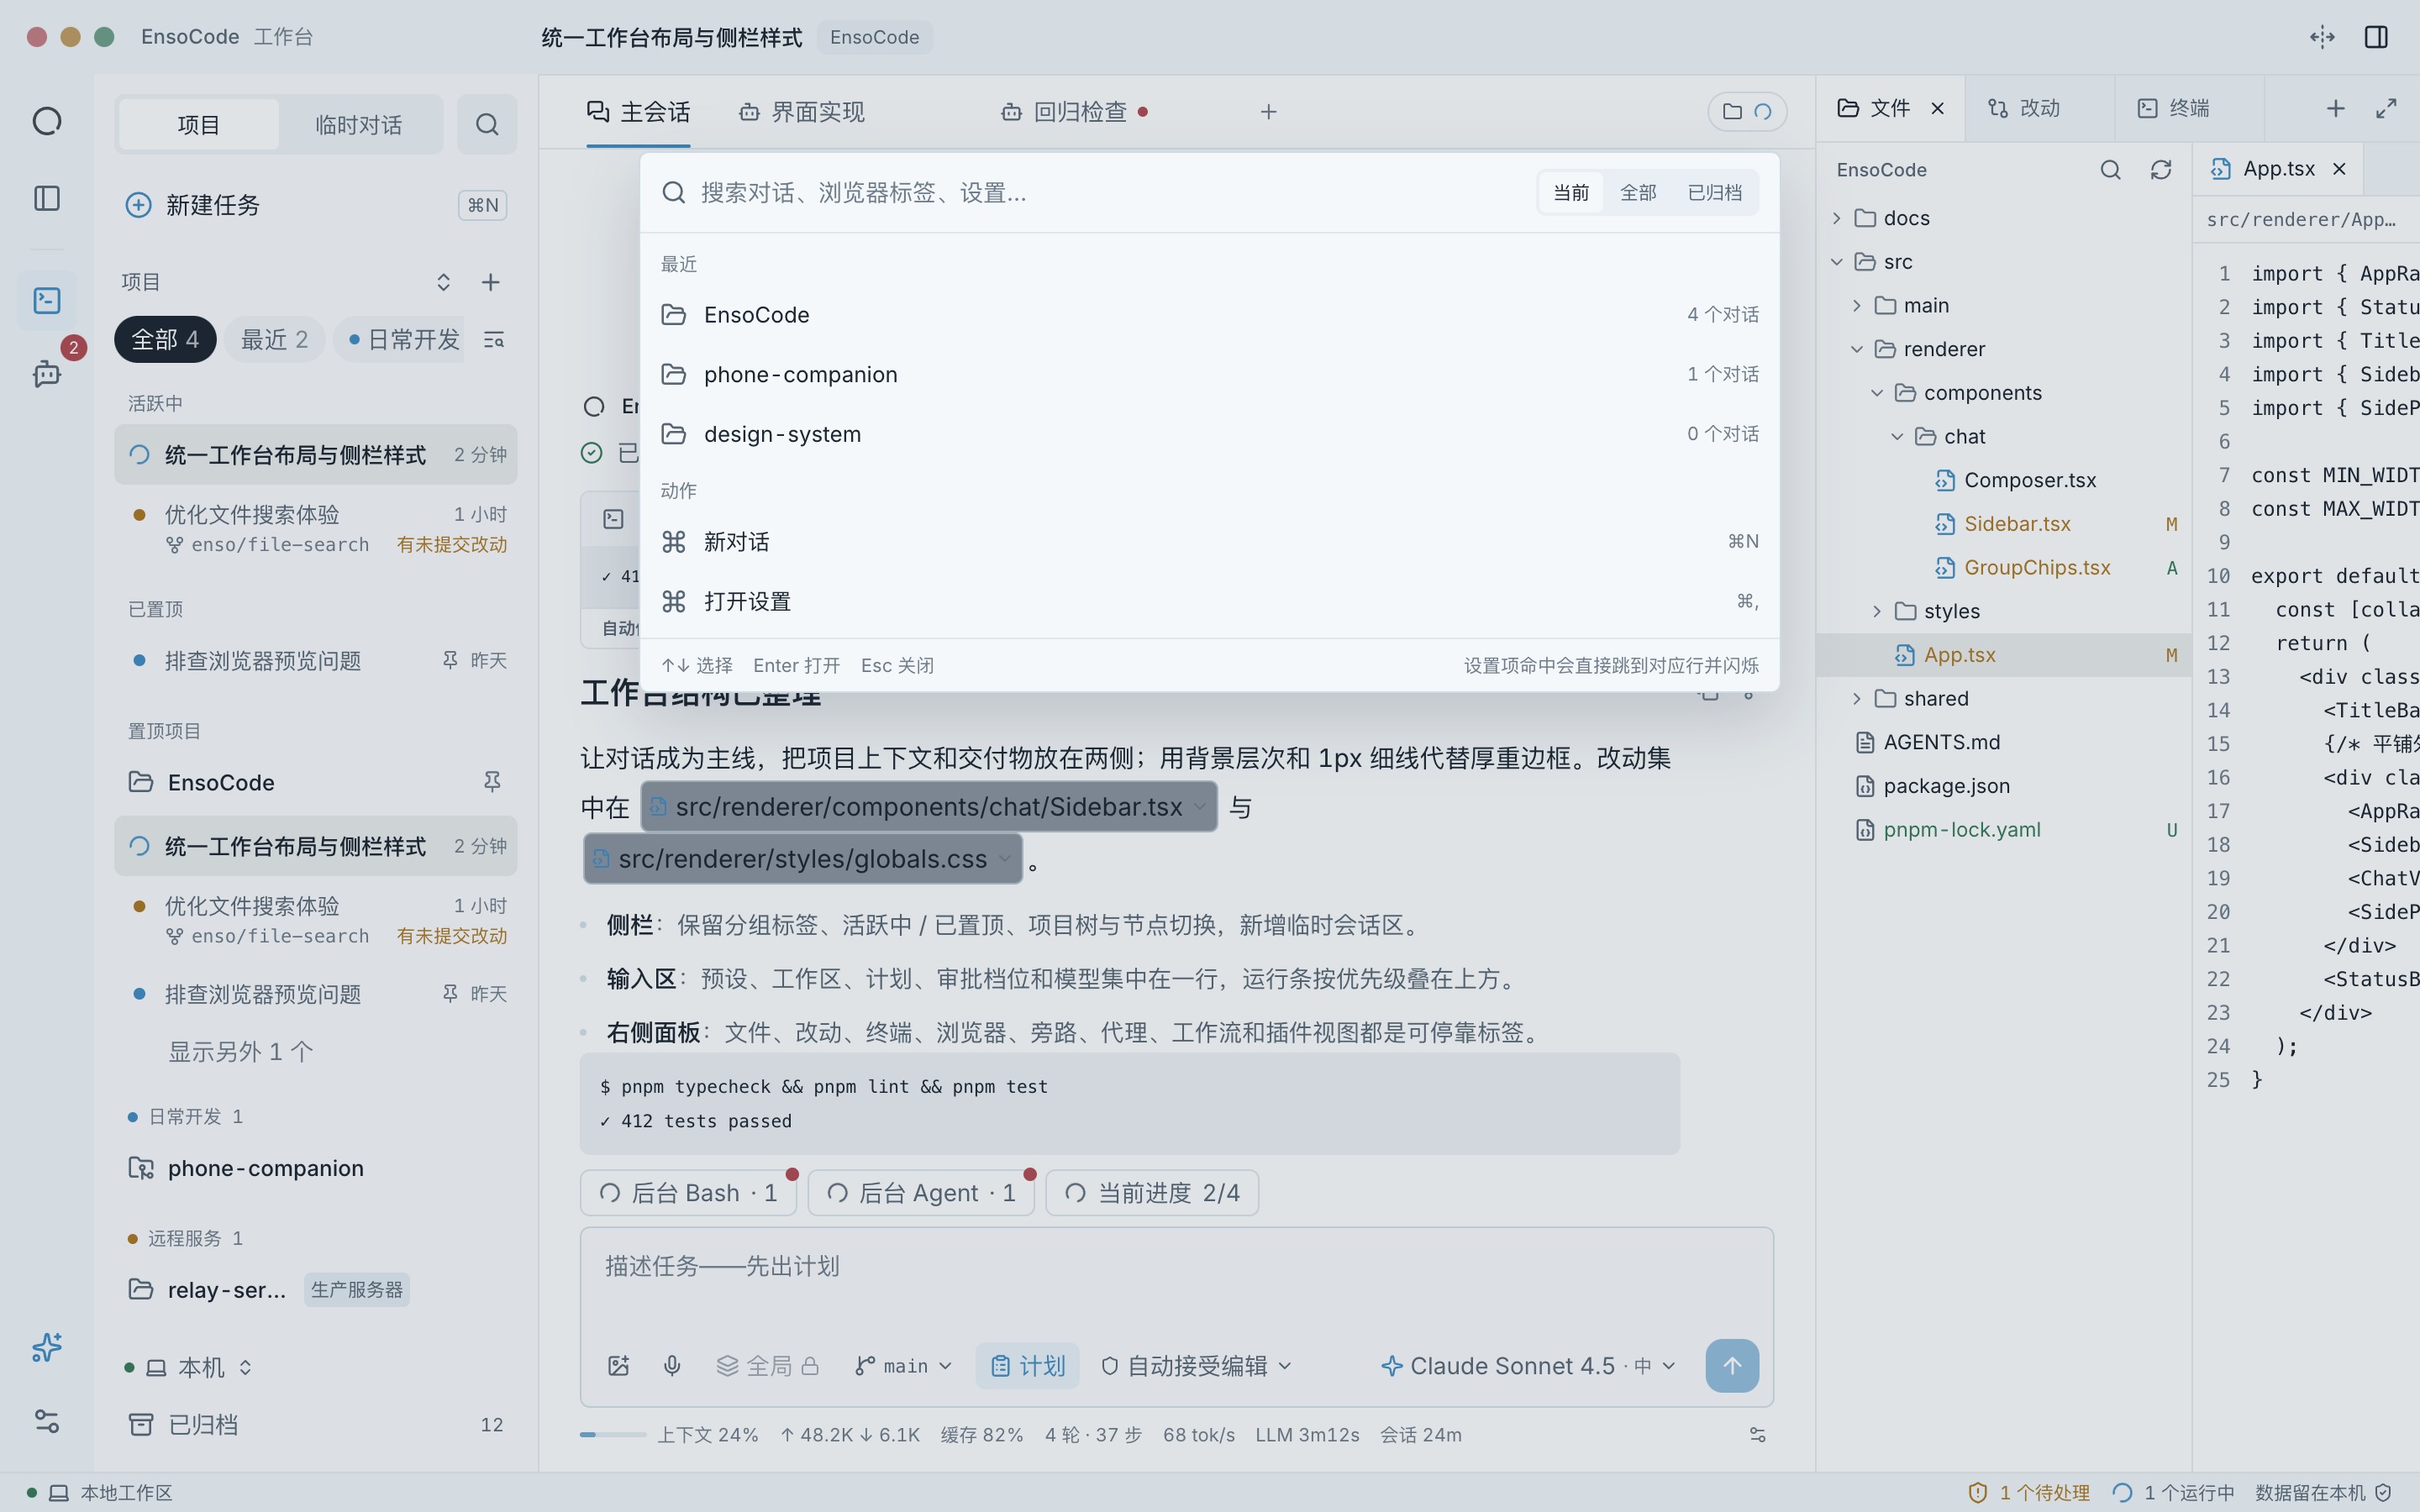 EnsoCode 工作台
统一工作台布局与侧栏样式 EnsoCode
项目 临时对话
新建任务 ⌘N
项目
全部 4 最近 2 日常开发
2
活跃中
统一工作台布局与侧栏样式 2 分钟
优化文件搜索体验 1 小时
enso/file-search 有未提交改动
已置顶
排查浏览器预览问题 昨天
置顶项目
EnsoCode
统一工作台布局与侧栏样式 2 分钟
优化文件搜索体验 1 小时
enso/file-search 有未提交改动
排查浏览器预览问题 昨天
显示另外 1 个
日常开发 1
phone-companion
远程服务 1
relay-ser... 生产服务器
本机
已归档 12
主会话 界面实现 回归检查
搜索对话、浏览器标签、设置... 当前 全部 已归档
最近
EnsoCode 4 个对话
phone-companion 1 个对话
design-system 0 个对话
动作
新对话 ⌘N
打开设置 ⌘,
↑↓ 选择 Enter 打开 Esc 关闭 设置项命中会直接跳到对应行并闪烁
已
✓ 41
工作台结构已整理
让对话成为主线，把项目上下文和交付物放在两侧；用背景层次和 1px 细线代替厚重边框。改动集
中在 src/renderer/components/chat/Sidebar.tsx 与
src/renderer/styles/globals.css 。
侧栏：保留分组标签、活跃中 / 已置顶、项目树与节点切换，新增临时会话区。
输入区：预设、工作区、计划、审批档位和模型集中在一行，运行条按优先级叠在上方。
右侧面板：文件、改动、终端、浏览器、旁路、代理、工作流和插件视图都是可停靠标签。
$ pnpm typecheck && pnpm lint && pnpm test
✓ 412 tests passed
后台 Bash · 1 后台 Agent · 1 当前进度 2/4
描述任务——先出计划
全局 main 计划 自动接受编辑 Claude Sonnet 4.5 · 中
上下文 24% ↑ 48.2K ↓ 6.1K 缓存 82% 4 轮 · 37 步 68 tok/s LLM 3m12s 会话 24m
文件 改动 终端
EnsoCode
docs
src
main
renderer
components
chat
Composer.tsx
Sidebar.tsx M
GroupChips.tsx A
styles
App.tsx M
shared
AGENTS.md
package.json
pnpm-lock.yaml U
App.tsx
src/renderer/App…
1 import { AppRa
2 import { Statu
3 import { Title
4 import { Sideb
5 import { SideP
6
7 const MIN_WIDT
8 const MAX_WIDT
9
10 export default
11 const [colla
12 return (
13 <div class
14 <TitleBa
15 {/* 平铺
16 <div cla
17 <AppRa
18 <Sideb
19 <ChatV
20 <SideP
21 </div>
22 <StatusB
23 </div>
24 );
25 }
本地工作区 1 个待处理 1 个运行中 数据留在本机